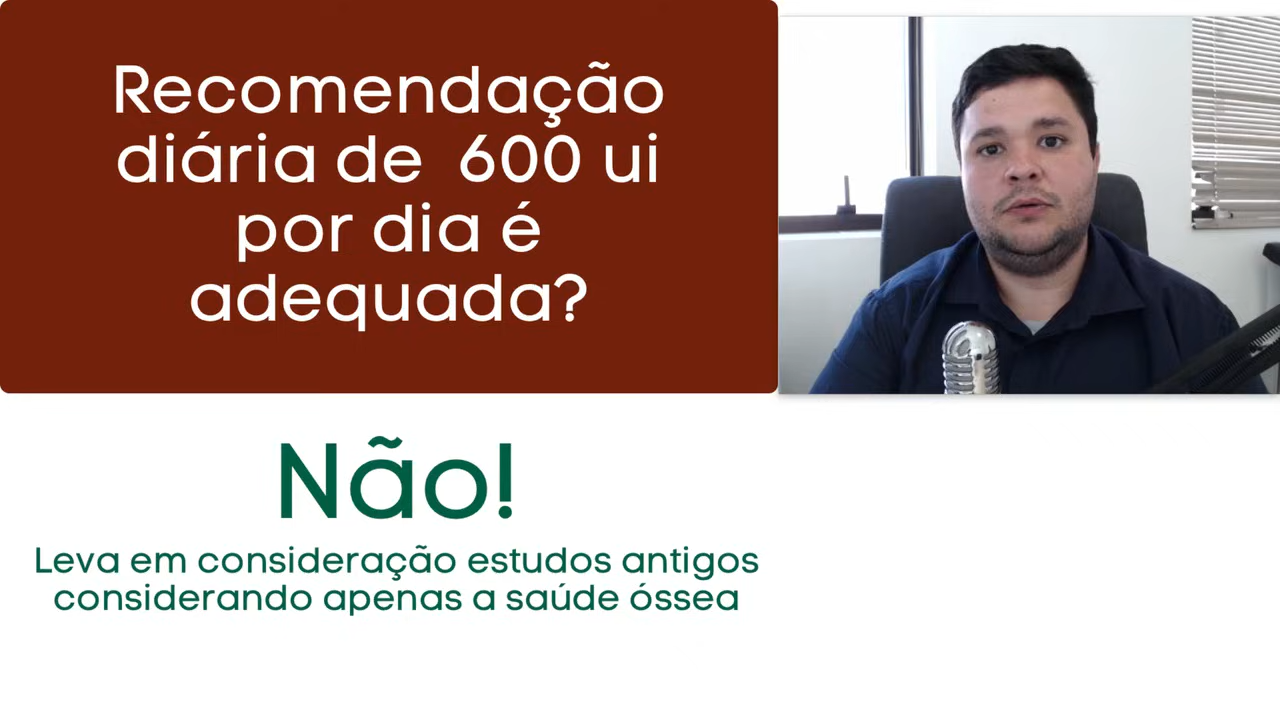 Recomendação
diária de 600 ui
por dia é
adequada?
Não!
Leva em consideração estudos antigos
considerando apenas a saúde óssea